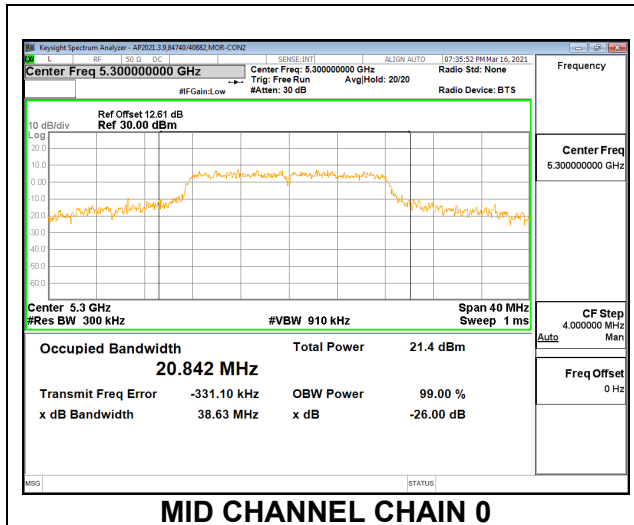 Keysight Spectrum Analyzer - AP2021.3.9,84740/40882,MOR-CON2
L RF 50 Ω DC SENSE:INT ALIGN AUTO 07:35:52 PM Mar 16, 2021
Center Freq 5.300000000 GHz Center Freq: 5.300000000 GHz Radio Std: None
Trig: Free Run Avg|Hold: 20/20
#IFGain:Low #Atten: 30 dB Radio Device: BTS
Frequency
Ref Offset 12.61 dB
10 dB/div Ref 30.00 dBm
Log
20.0
10.0
0.00
-10.0
-20.0
-30.0
-40.0
-50.0
-60.0
Center Freq
5.300000000 GHz
Center 5.3 GHz Span 40 MHz
#Res BW 300 kHz #VBW 910 kHz Sweep 1 ms
CF Step
4.000000 MHz
Auto Man
Freq Offset
0 Hz
Occupied Bandwidth Total Power 21.4 dBm
20.842 MHz
Transmit Freq Error -331.10 kHz OBW Power 99.00 %
x dB Bandwidth 38.63 MHz x dB -26.00 dB
MSG STATUS
MID CHANNEL CHAIN 0